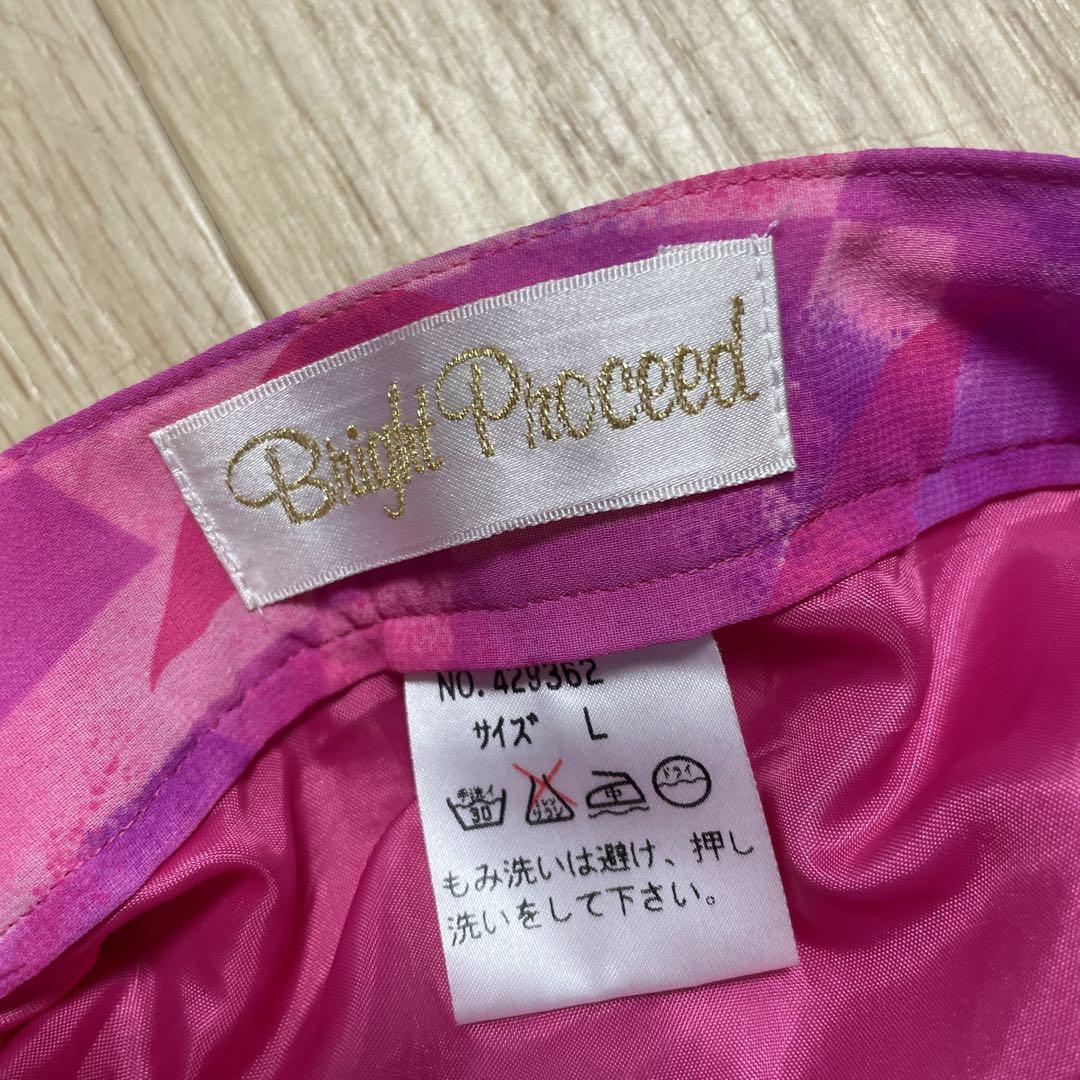 Bright Proceed
NO.429362
サイズ L
手洗イ
30
エンソ
サラシ
中
ドライ
もみ洗いは避け、押し
洗いをして下さい。